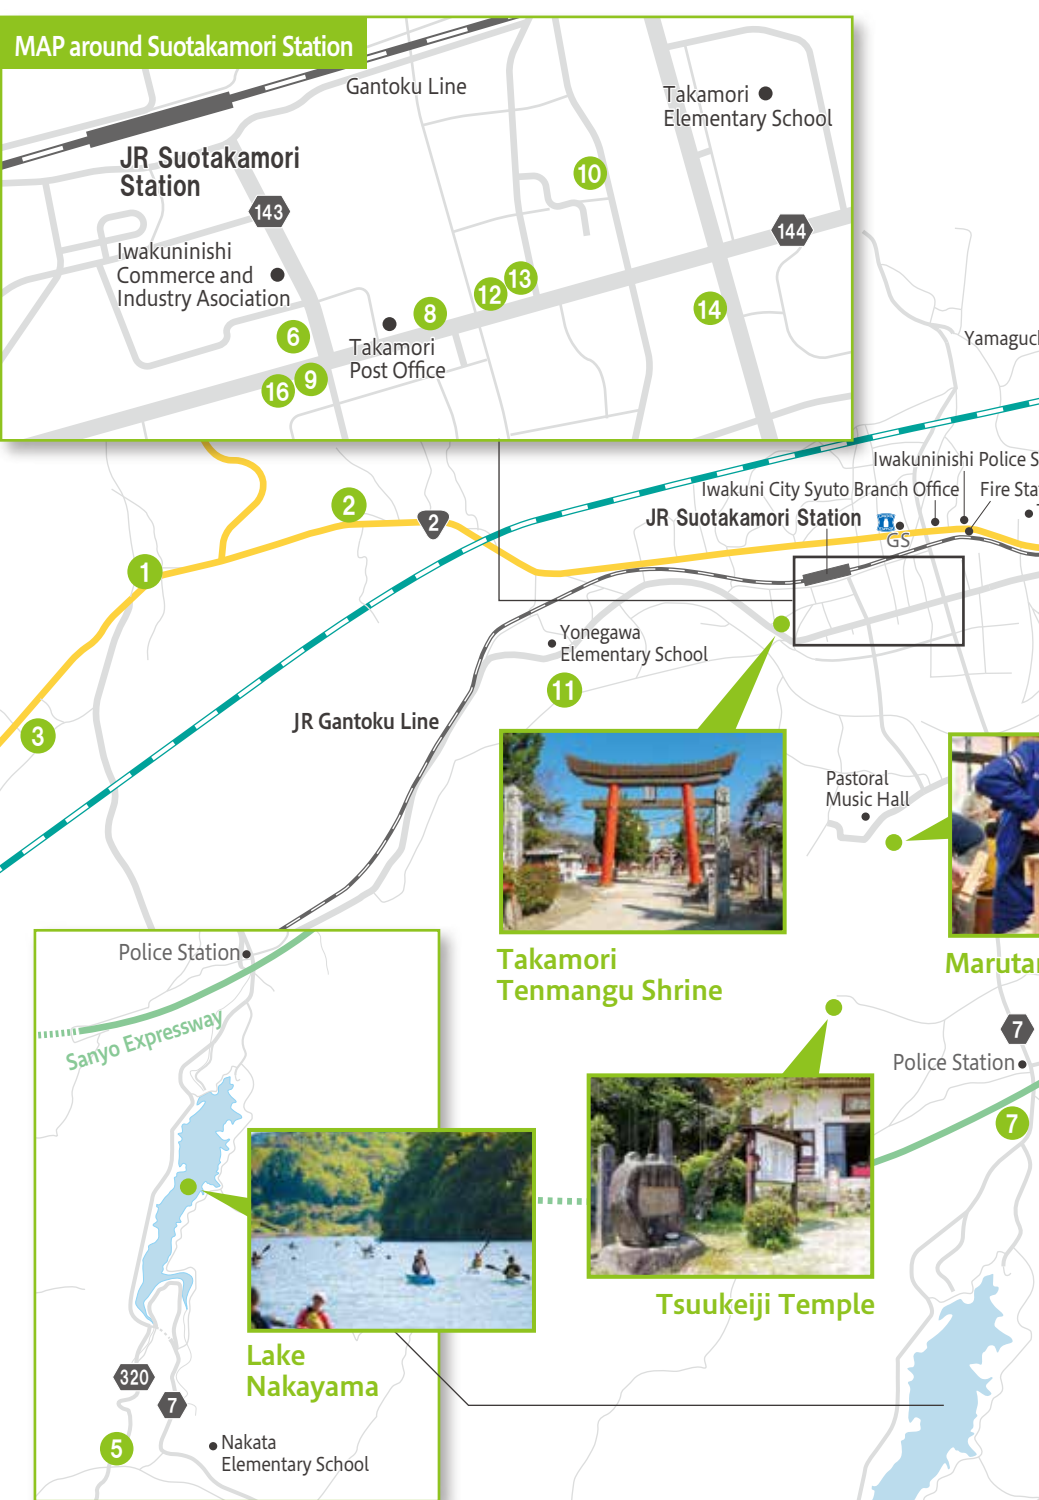 MAP around Suotakamori Station
Gantoku Line
Takamori
Elementary School
JR Suotakamori
Station
10
143
144
Iwakuninishi
Commerce and
Industry Asociation
13
12
8
14
6
Takamori
Post Office
9
16
Yamaguc
Iwakuninishi Police S
Iwakuni City Syuto Branch Office
Fire Sta
JR Suotakamori Station
GS
2
2
1
Yonegawa
Elementary School
11
JR Gantoku Line
3
Pastoral
Music Hall
Takamori
Tenmangu Shrine
Marutan
Police Station
Sanyo Expressway
7
Police Station
7
Tsuukeiji Temple
Lake
Nakayama
320
7
5
Nakata
Elementary School